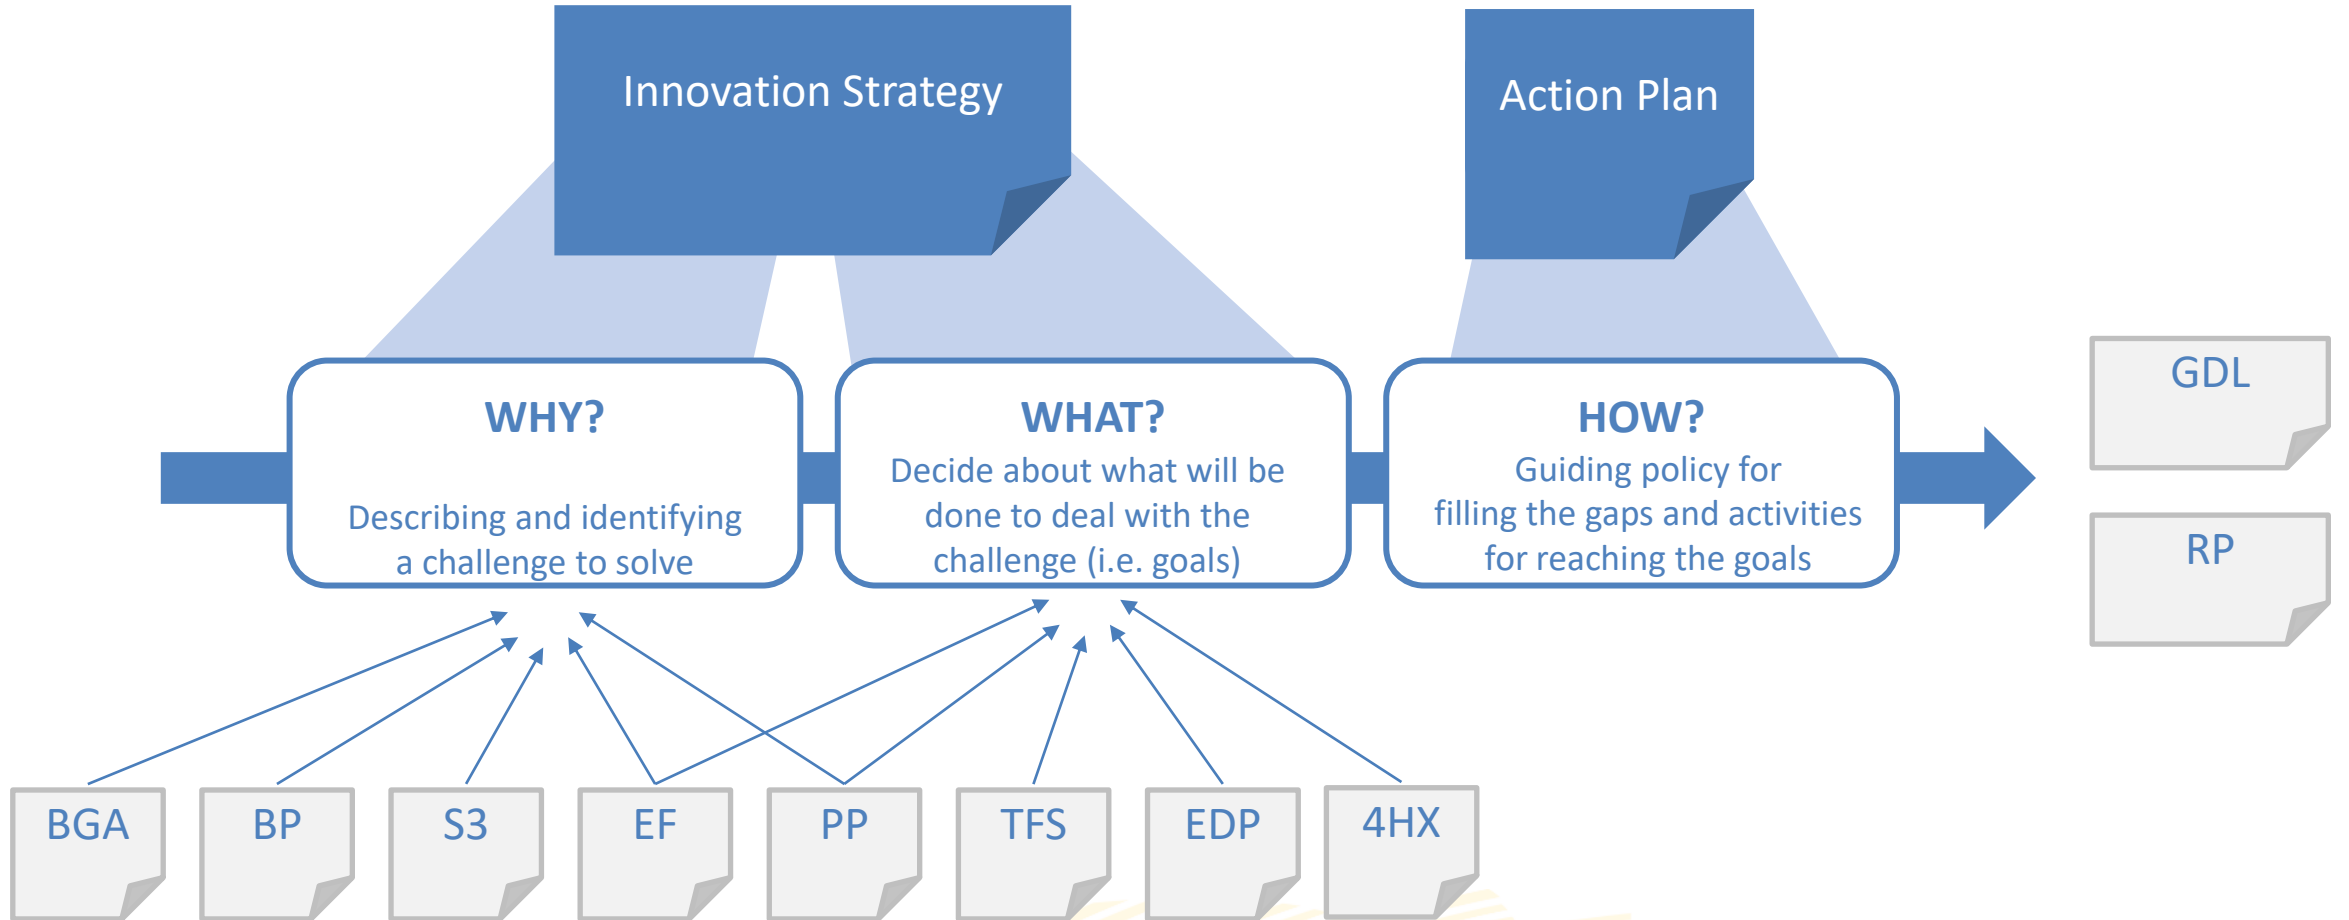 Innovation Strategy
Action Plan
WHY?
Describing and identifying
a challenge to solve
WHAT?
Decide about what will be
done to deal with the
challenge (i.e. goals)
HOW?
Guiding policy for
filling the gaps and activities
for reaching the goals
GDL
RP
BGA
BP
S3
EF
PP
TFS
EDP
4HX